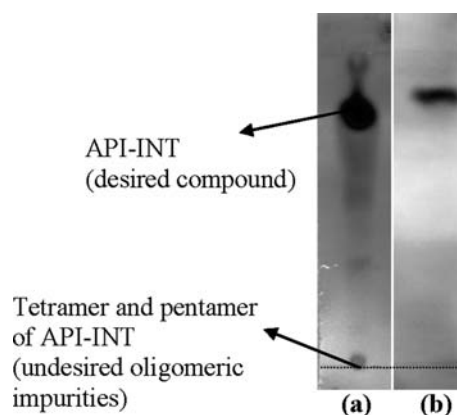 API-INT
(desired compound)
Tetramer and pentamer
of API-INT
(undesired oligomeric
impurities)
(a) (b)